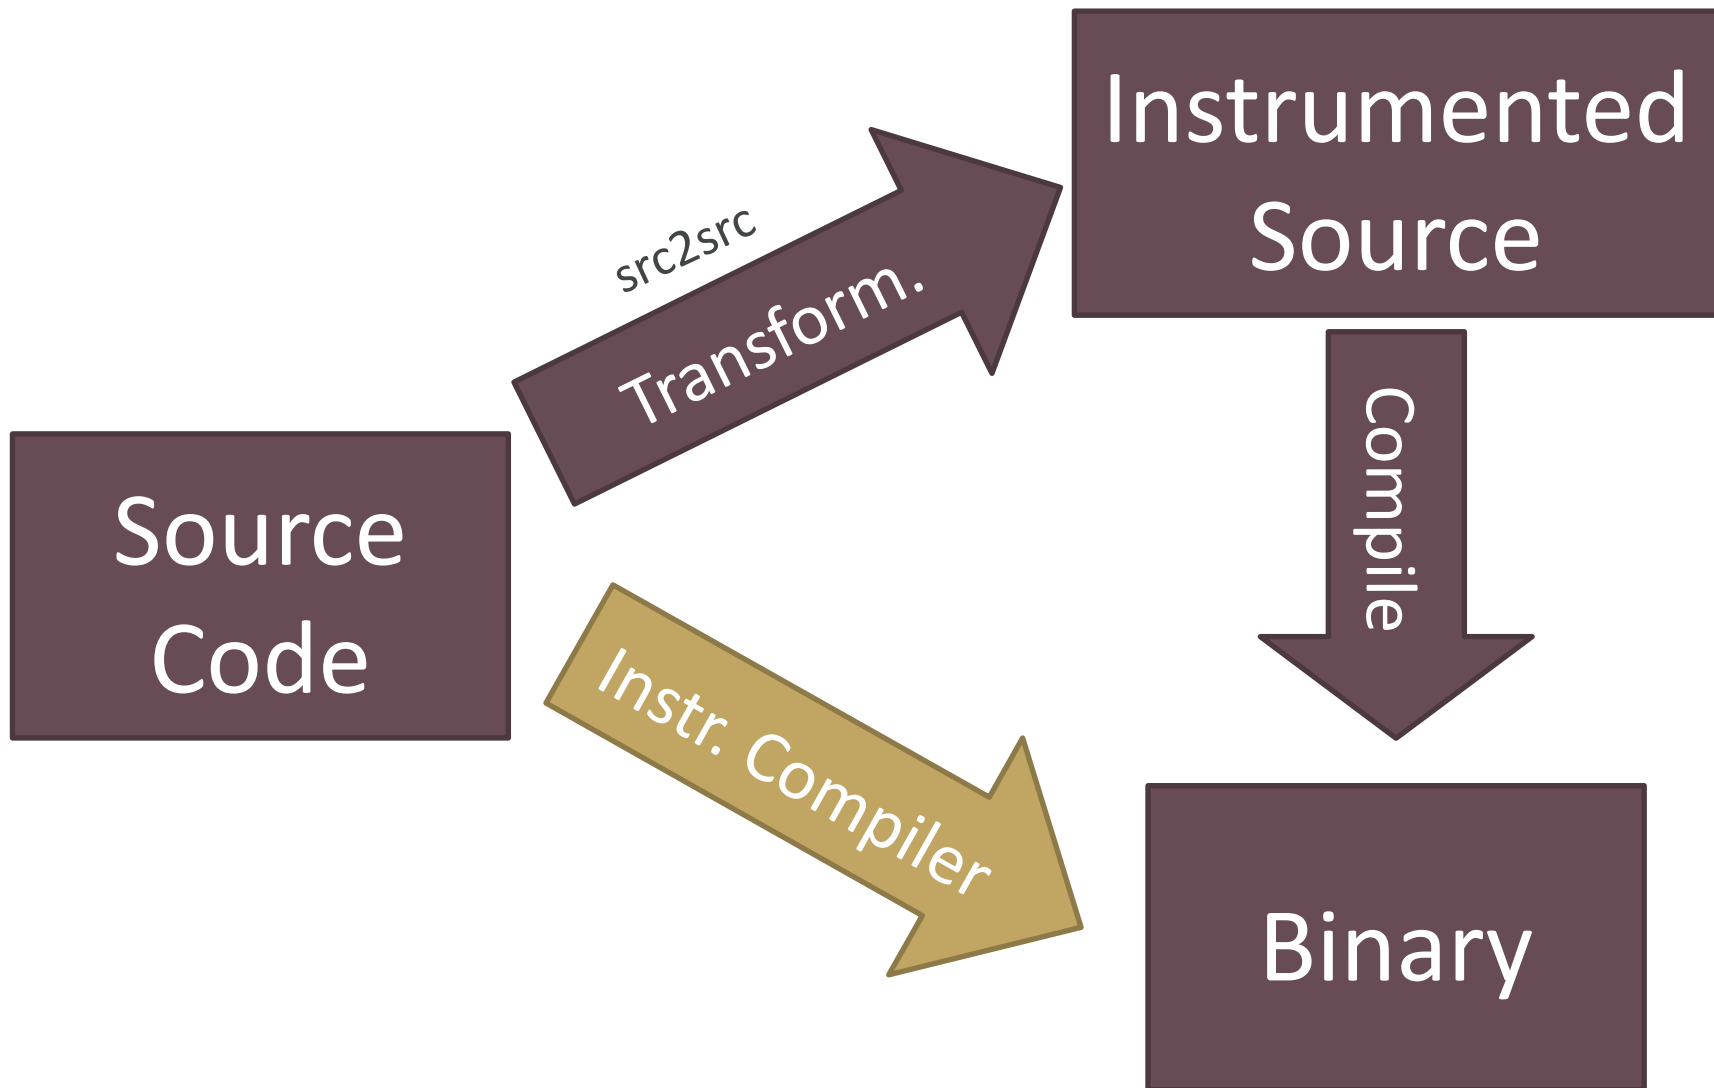 Instrumented
Source
src2src
Transform.
Compile
Source
Code
Instr. Compiler
Binary